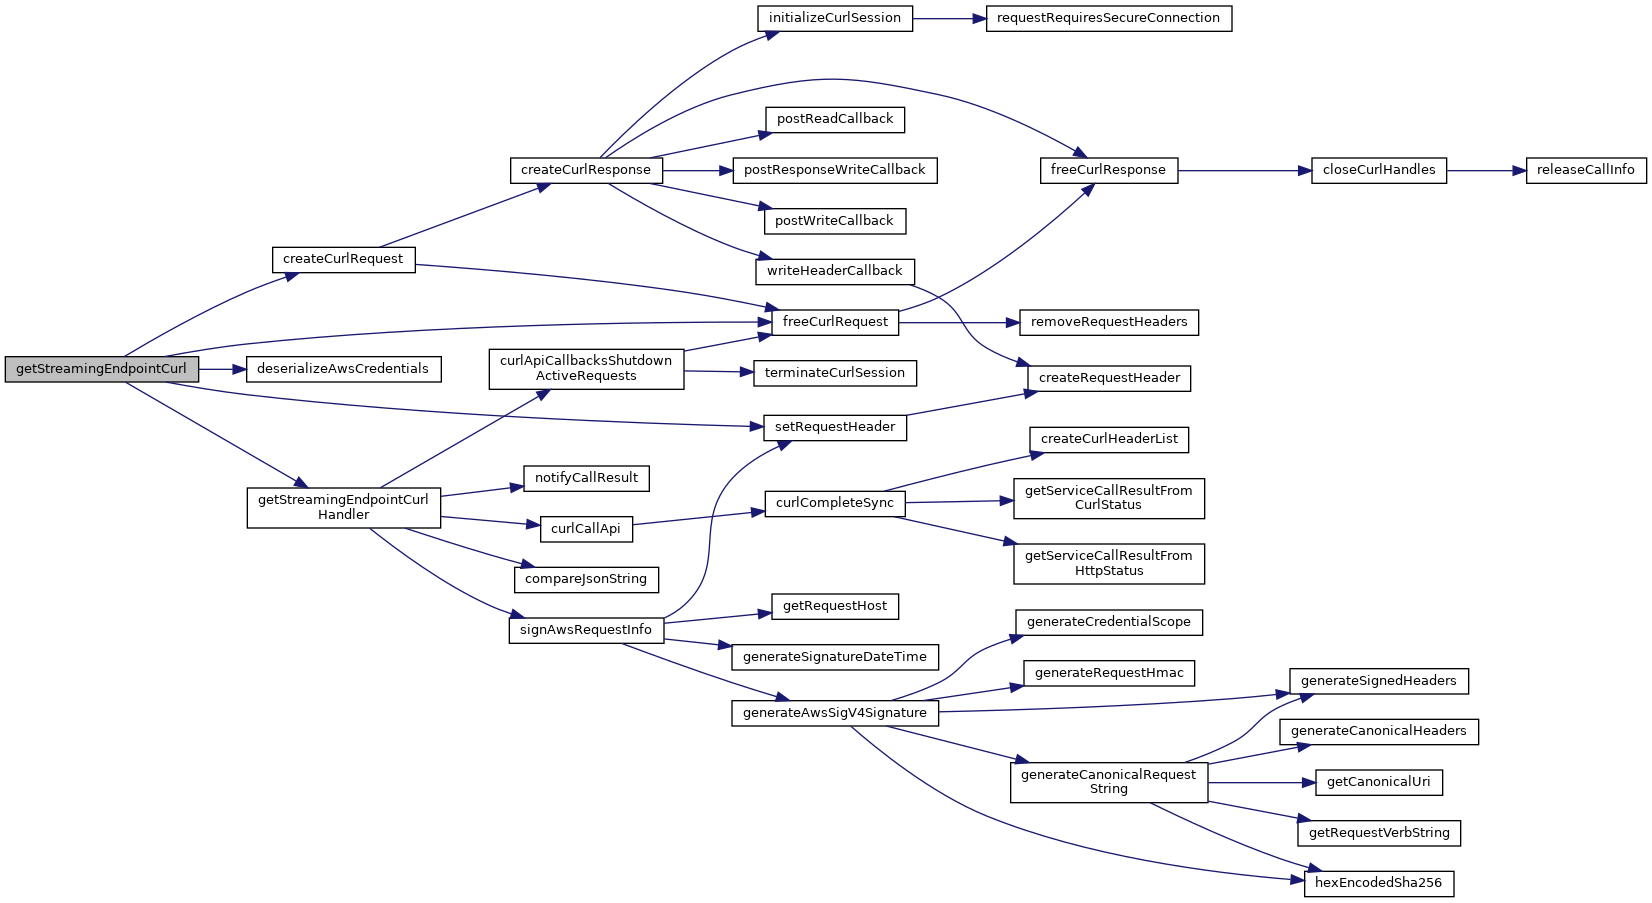 initializeCurlSession
requestRequiresSecureConnection
postReadCallback
createCurlResponse
postResponseWriteCallback
freeCurlResponse
closeCurlHandles
releaseCallInfo
postWriteCallback
createCurlRequest
writeHeaderCallback
freeCurlRequest
removeRequestHeaders
getStreamingEndpointCurl
deserializeAwsCredentials
curlApiCallbacksShutdown
ActiveRequests
terminateCurlSession
createRequestHeader
setRequestHeader
createCurlHeaderList
notifyCallResult
getStreamingEndpointCurl
Handler
curlCompleteSync
getServiceCallResultFrom
CurlStatus
curlCallApi
getServiceCallResultFrom
HttpStatus
compareJsonString
getRequestHost
signAwsRequestInfo
generateCredentialScope
generateSignatureDateTime
generateRequestHmac
generateSignedHeaders
generateAwsSigV4Signature
generateCanonicalHeaders
generateCanonicalRequest
String
getCanonicalUri
getRequestVerbString
hexEncodedSha256